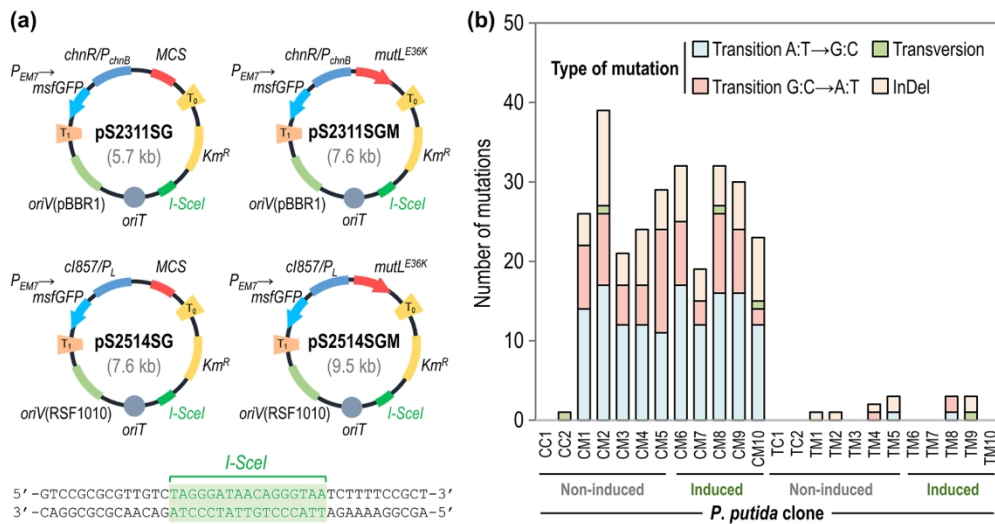 (a)
chnR/PchnB MCS
PEM7→
msfGFP
T0
T1
pS2311SG
(5.7 kb)
KmR
oriV(pBBR1)
I-SceI
oriT
chnR/PchnB mutLE36K
PEM7→
msfGFP
T0
T1
pS2311SGM
(7.6 kb)
KmR
oriV(pBBR1)
I-SceI
oriT
cI857/PL MCS
PEM7→
msfGFP
T0
T1
pS2514SG
(7.6 kb)
KmR
oriV(RSF1010)
I-SceI
oriT
cI857/PL mutLE36K
PEM7→
msfGFP
T0
T1
pS2514SGM
(9.5 kb)
KmR
oriV(RSF1010)
I-SceI
oriT
I-SceI
5′-GTCCGCGCGTTGTCTAGGGATAACAGGGTAATCTTTTCCGCT-3′
3′-CAGGCGCGCAACAGATCCCTATTGTCCCATTAGAAAAGGCGA-5′
(b)
Number of mutations
50
40
30
20
10
0
Type of mutation
Transition A:T→G:C
Transversion
Transition G:C→A:T
InDel
CC1 CC2 CM1 CM2 CM3 CM4 CM5 CM6 CM7 CM8 CM9 CM10 TC1 TC2 TM1 TM2 TM3 TM4 TM5 TM6 TM7 TM8 TM9 TM10
Non-induced Induced Non-induced Induced
P. putida clone